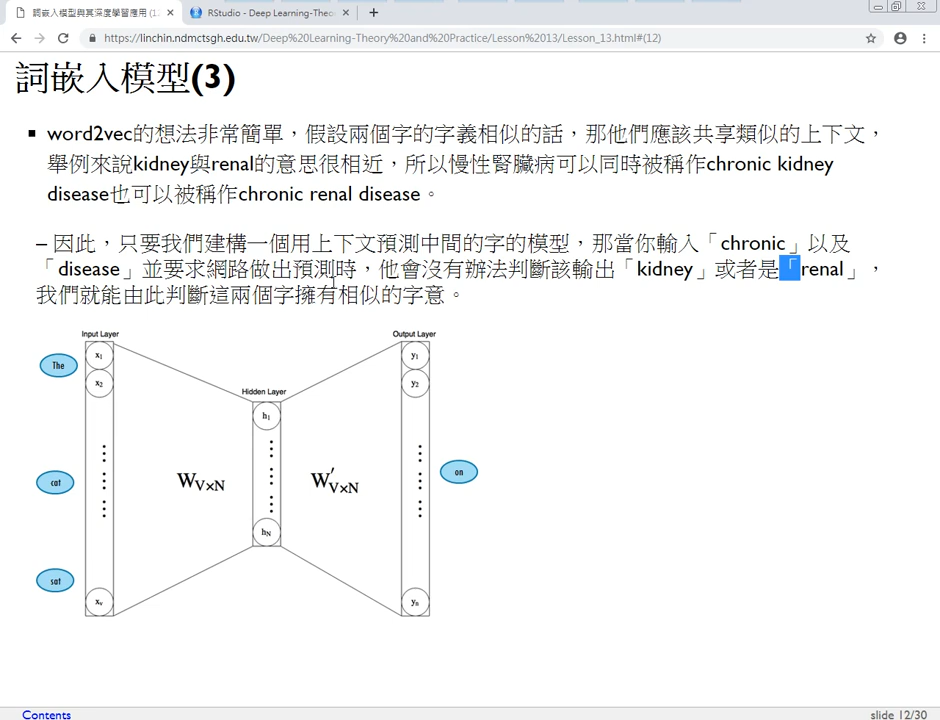 詞嵌入模型與其深度學習應用 (1
RStudio - Deep Learning-Theo
https://linchin.ndmctsgh.edu.tw/Deep%20Learning-Theory%20and%20Practice/Lesson%2013/Lesson_13.html#(12)
詞嵌入模型(3)
word2vec的想法非常簡單，假設兩個字的字義相似的話，那他們應該共享類似的上下文，
舉例來說kidney與renal的意思很相近，所以慢性腎臟病可以同時被稱作chronic kidney
disease也可以被稱作chronic renal disease。
– 因此，只要我們建構一個用上下文預測中間的字的模型，那當你輸入「chronic」以及
「disease」並要求網路做出預測時，他會沒有辦法判斷該輸出「kidney」或者是「renal」，
我們就能由此判斷這兩個字擁有相似的字意。
Input Layer
Output Layer
Hidden Layer
The
cat
sat
x1
x2
xv
h1
hN
WV×N
W′V×N
y1
y2
yn
on
Contents
slide 12/30